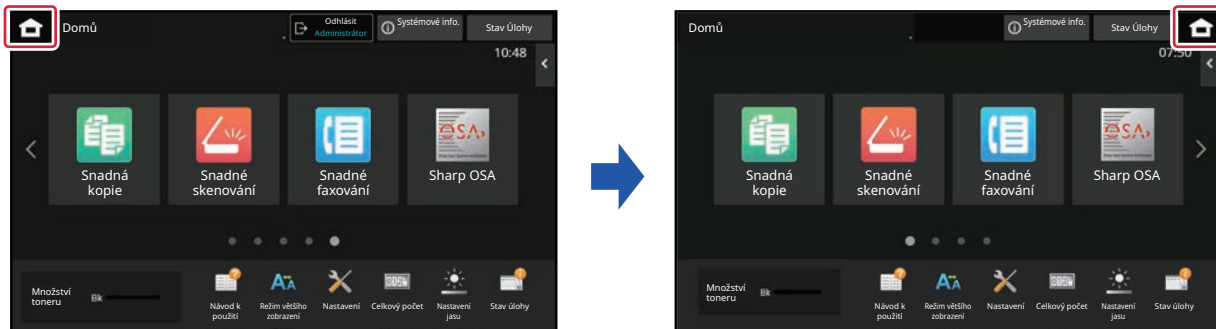 Domů
Odhlásit
Administrátor
Systémové info.
Stav Úlohy
10:48
Snadná
kopie
Snadné
skenování
Snadné
faxování
OSA
Sharp OSA
Množství
toneru
Bk
Návod k
použití
Režim většího
zobrazení
Nastavení
Celkový počet
Nastavení
jasu
Stav úlohy
Domů
Systémové info.
Stav Úlohy
07:50
Snadná
kopie
Snadné
skenování
Snadné
faxování
OSA
Sharp OSA
Množství
toneru
Bk
Návod k
použití
Režim většího
zobrazení
Nastavení
Celkový počet
Nastavení
jasu
Stav úlohy